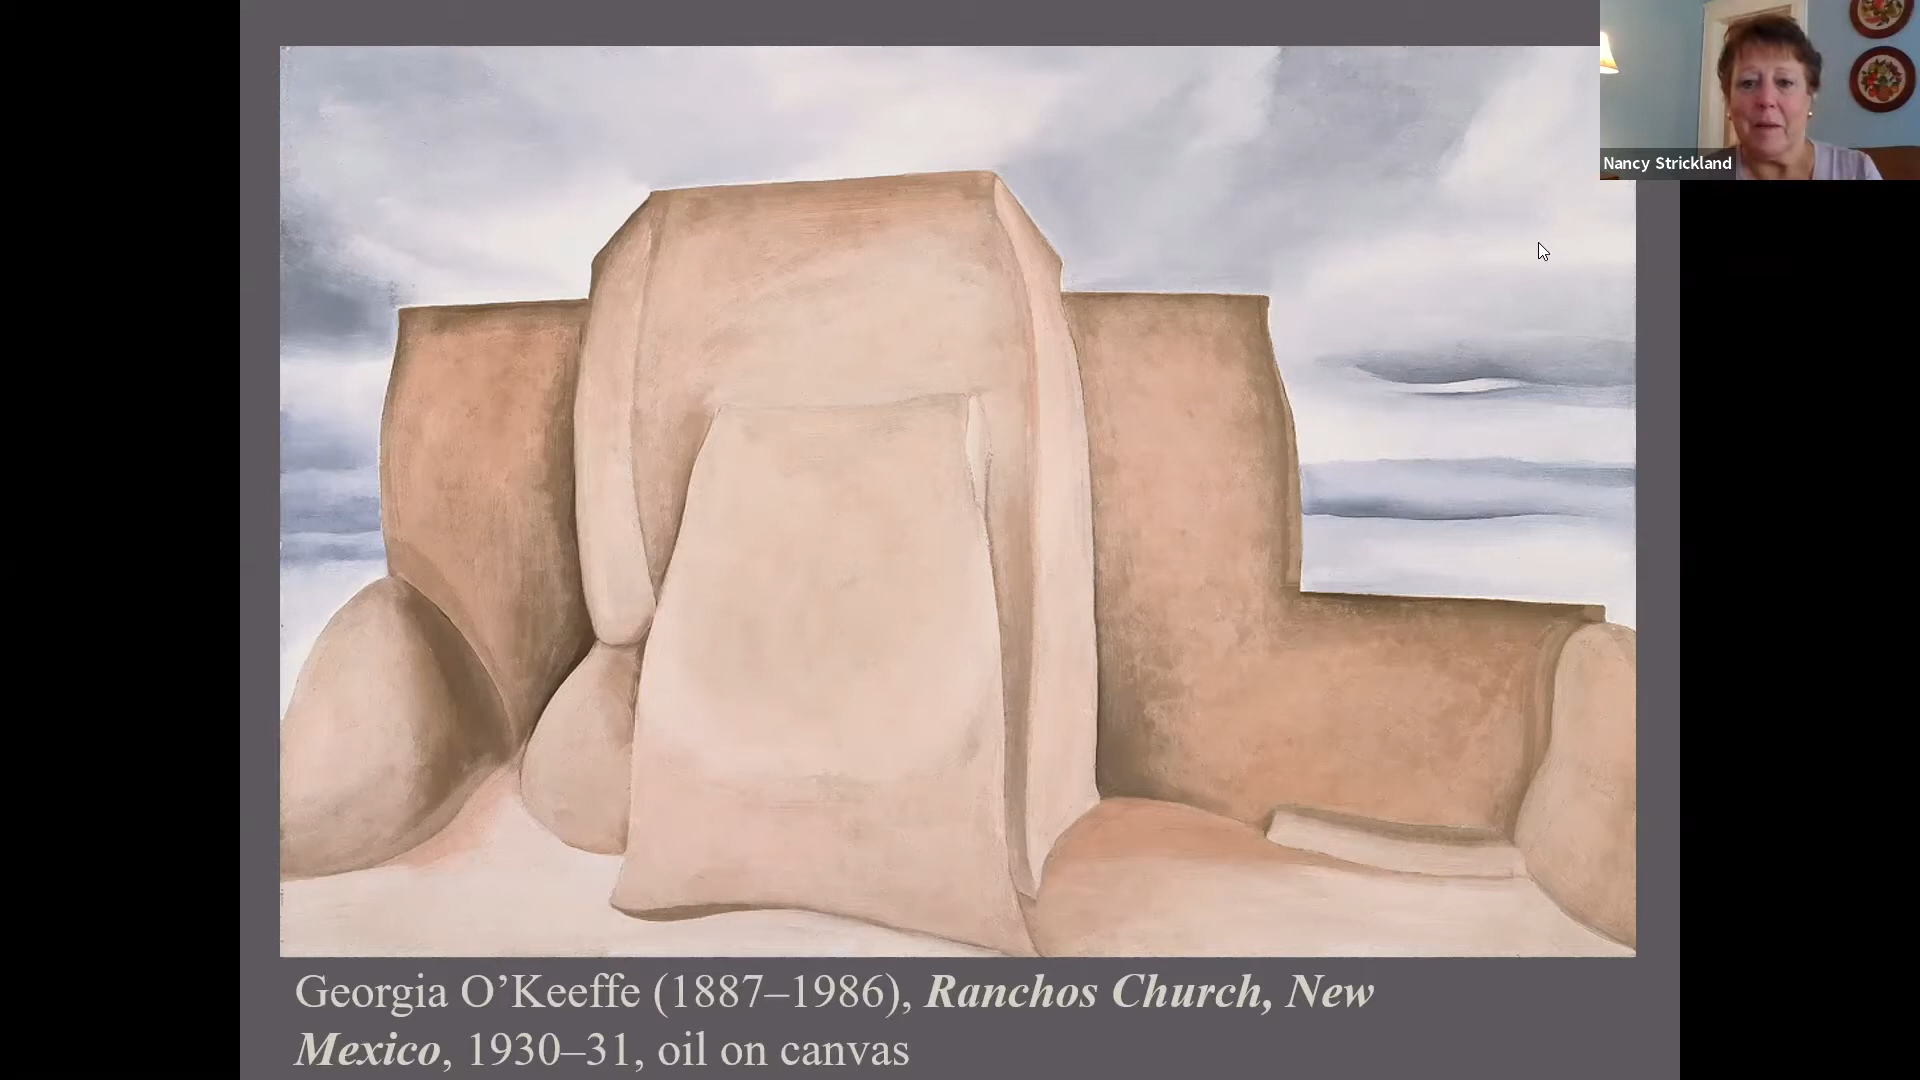 Nancy Strickland
Georgia O’Keeffe (1887–1986), Ranchos Church, New
Mexico, 1930–31, oil on canvas